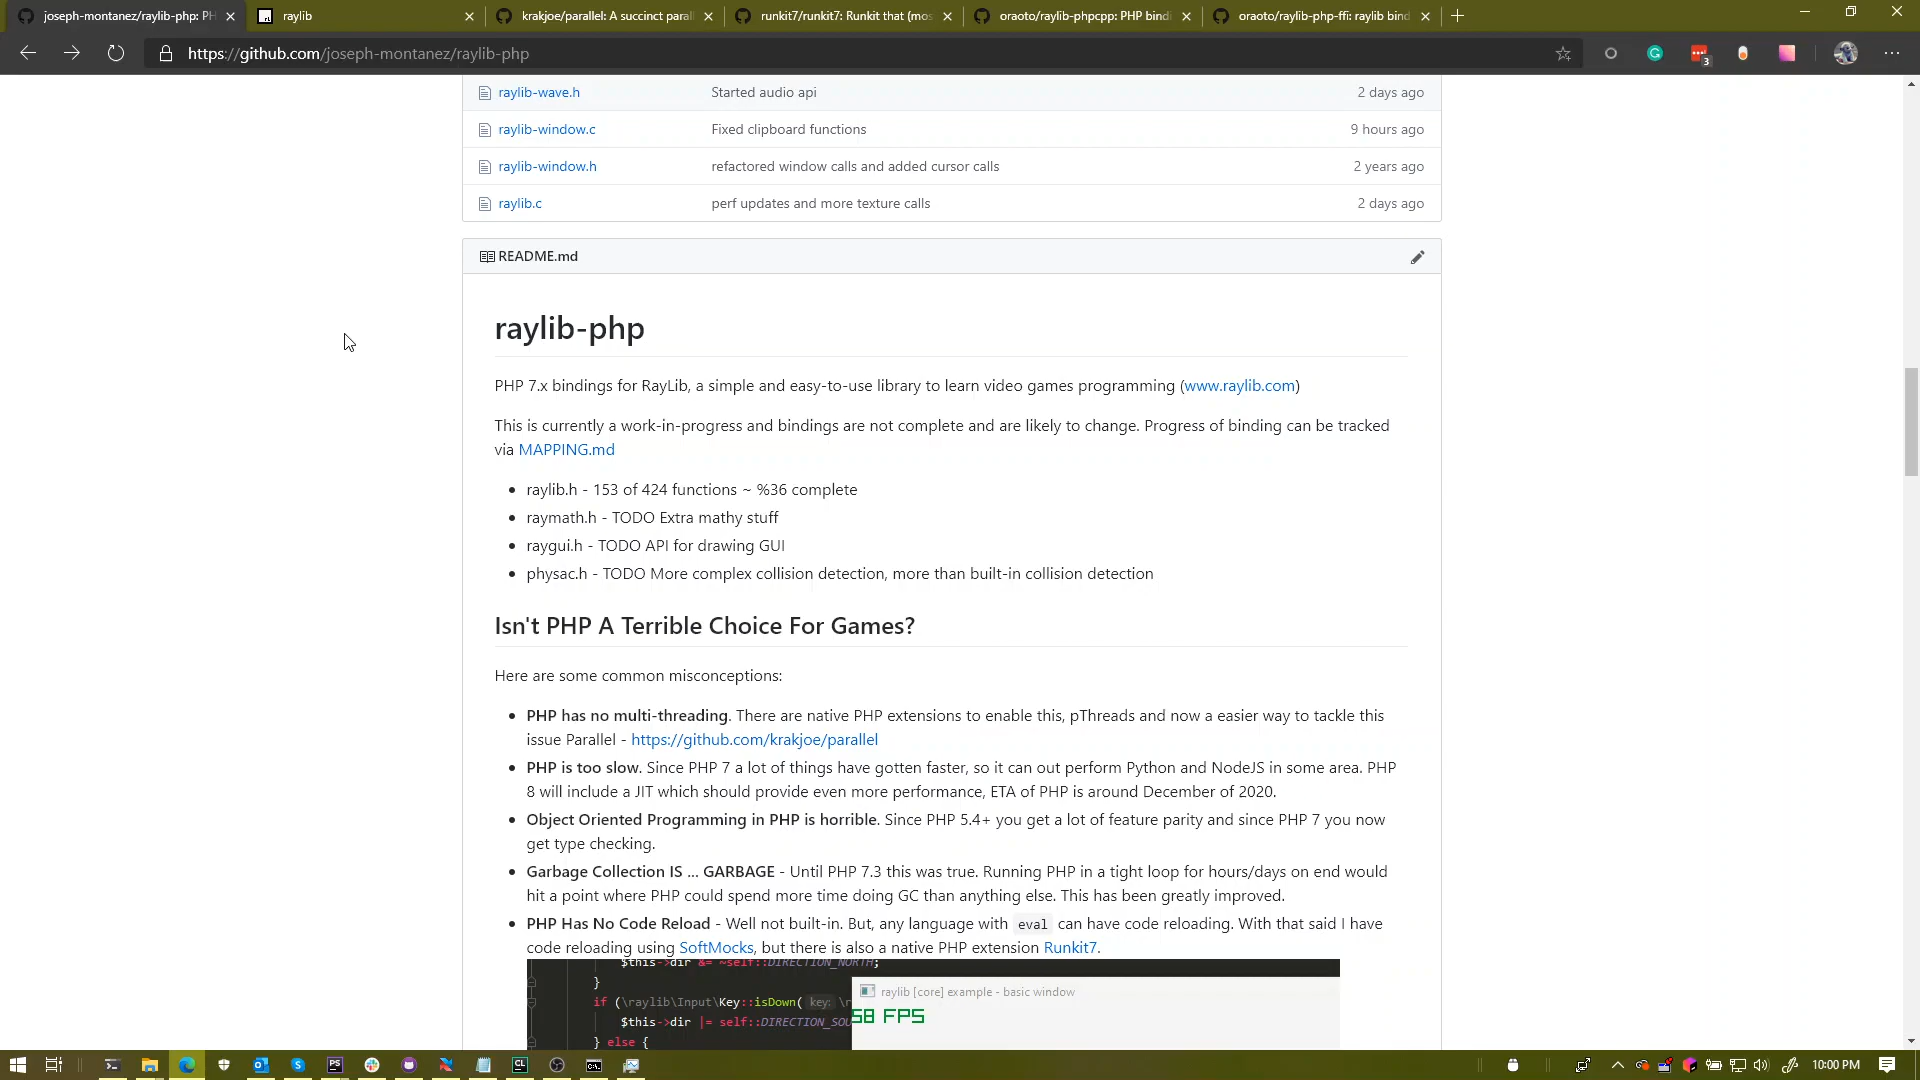 joseph-montanez/raylib-php: PH
raylib
krakjoe/parallel: A succinct paral
runkit7/runkit7: Runkit that (mos
oraoto/raylib-phpcpp: PHP bindi
oraoto/raylib-php-ffi: raylib bind
https://github.com/joseph-montanez/raylib-php
3
raylib-wave.h Started audio api 2 days ago
raylib-window.c Fixed clipboard functions 9 hours ago
raylib-window.h refactored window calls and added cursor calls 2 years ago
raylib.c perf updates and more texture calls 2 days ago
README.md
raylib-php
PHP 7.x bindings for RayLib, a simple and easy-to-use library to learn video games programming (www.raylib.com)
This is currently a work-in-progress and bindings are not complete and are likely to change. Progress of binding can be tracked
via MAPPING.md
• raylib.h - 153 of 424 functions ~ %36 complete
• raymath.h - TODO Extra mathy stuff
• raygui.h - TODO API for drawing GUI
• physac.h - TODO More complex collision detection, more than built-in collision detection
Isn't PHP A Terrible Choice For Games?
Here are some common misconceptions:
• PHP has no multi-threading. There are native PHP extensions to enable this, pThreads and now a easier way to tackle this
issue Parallel - https://github.com/krakjoe/parallel
• PHP is too slow. Since PHP 7 a lot of things have gotten faster, so it can out perform Python and NodeJS in some area. PHP
8 will include a JIT which should provide even more performance, ETA of PHP is around December of 2020.
• Object Oriented Programming in PHP is horrible. Since PHP 5.4+ you get a lot of feature parity and since PHP 7 you now
get type checking.
• Garbage Collection IS ... GARBAGE - Until PHP 7.3 this was true. Running PHP in a tight loop for hours/days on end would
hit a point where PHP could spend more time doing GC than anything else. This has been greatly improved.
• PHP Has No Code Reload - Well not built-in. But, any language with eval can have code reloading. With that said I have
code reloading using SoftMocks, but there is also a native PHP extension Runkit7.
$this->dir &= ~self::DIRECTION_NORTH;
}
raylib [core] example - basic window
if (\raylib\Input\Key::isDown( key: \r
58 FPS
$this->dir |= self::DIRECTION_SOU
} else {
PS
CL
10:00 PM